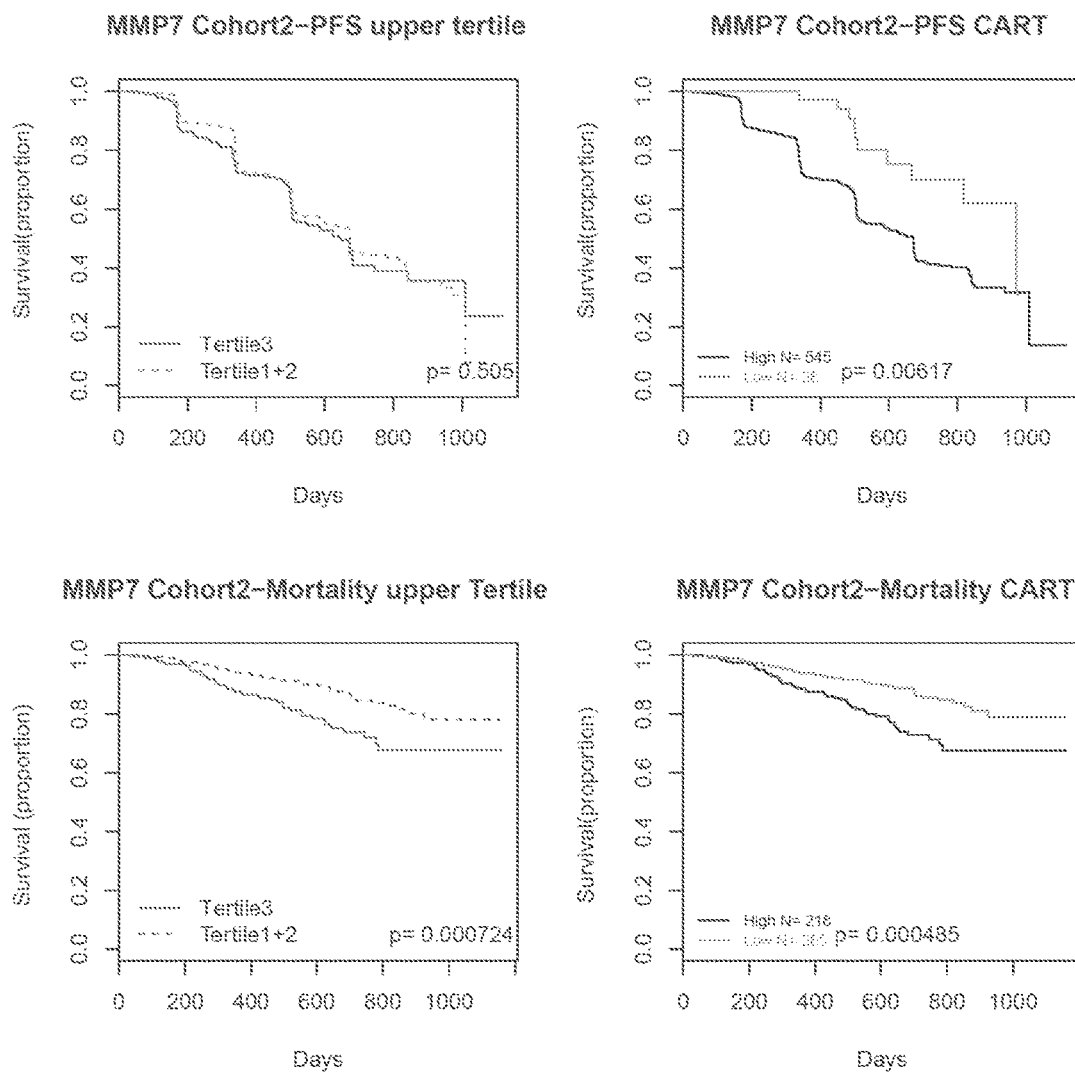 MMP7 Cohort2-PFS upper tertile
Survival(proportion)
1.0
0.8
0.6
0.4
0.2
0.0
Tertile3
Tertile1+2
p= 0.505
0 200 400 600 800 1000
Days
MMP7 Cohort2-PFS CART
Survival(proportion)
1.0
0.8
0.6
0.4
0.2
0.0
High N= 545
Low N= 36
p= 0.00617
0 200 400 600 800 1000
Days
MMP7 Cohort2-Mortality upper Tertile
Survival (proportion)
1.0
0.8
0.6
0.4
0.2
0.0
Tertile3
Tertile1+2
p= 0.000724
0 200 400 600 800 1000
Days
MMP7 Cohort2-Mortality CART
Survival(proportion)
1.0
0.8
0.6
0.4
0.2
0.0
High N= 216
Low N=
p= 0.000485
0 200 400 600 800 1000
Days